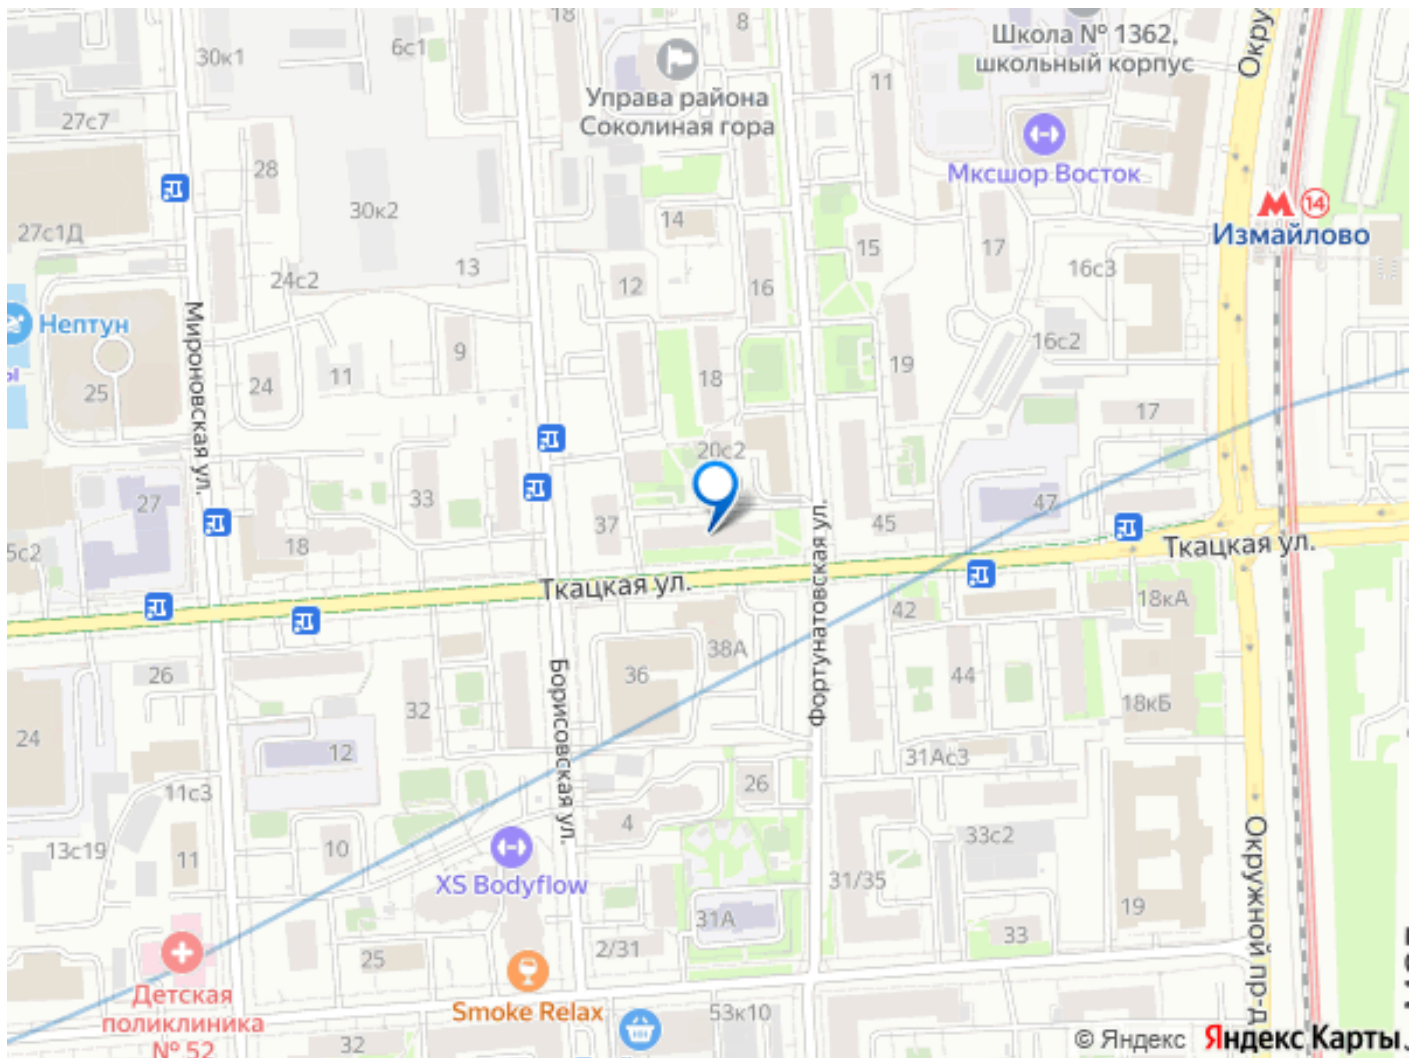 18
8
6с1
30к1
Школа № 1362,
школьный корпус
11
Управа района
Соколиная гора
27с7
28
Мксшор Восток
30к2
14
14
Измайлово
27с1Д
15
17
16с3
13
24с2
12
16
Нептун
Мироновская ул.
16с2
9
19
11
18
24
25
17
20с2
27
33
47
37
45
18
Ткацкая ул.
Ткацкая ул.
Фортунатовская ул.
42
18кА
38А
26
36
44
Борисовская ул.
32
18кБ
24
12
31Ас3
26
11с3
4
33с2
13с19
11
10
XS Bodyflow
31/35
19
31А
33
2/31
25
Окружной пр-д
Детская
поликлиника
№ 52
Smoke Relax
53к10
32
© Яндекс Яндекс Карты